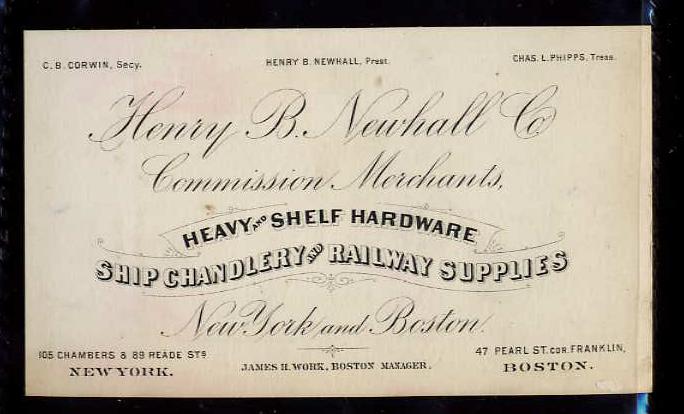 C. B. CORWIN, Secy.
HENRY B. NEWHALL, Prest.
CHAS. L. PHIPPS, Treas.
Henry B. Newhall Co
Commission Merchants,
HEAVY AND SHELF HARDWARE
SHIP CHANDLERY AND RAILWAY SUPPLIES
New York and Boston.
105 CHAMBERS & 89 READE STS
NEW YORK.
JAMES H. WORK, BOSTON MANAGER.
47 PEARL ST. COR. FRANKLIN,
BOSTON.